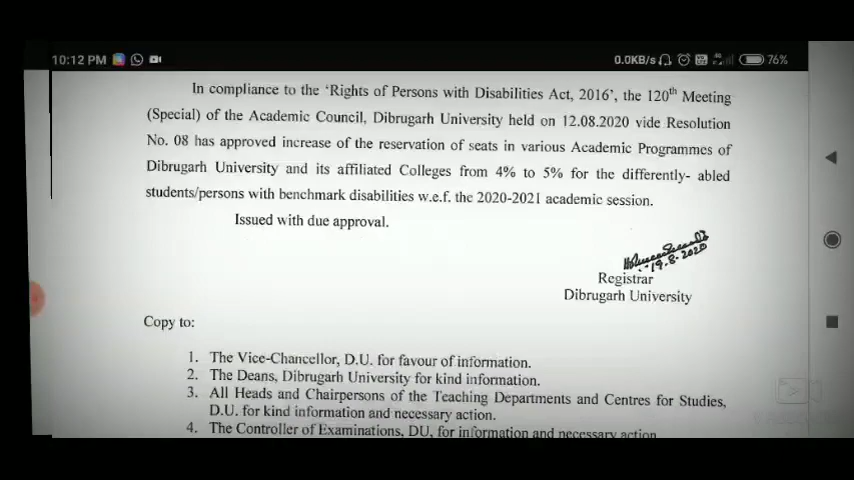 10:12 PM
0.0KB/s
76%
In compliance to the ‘Rights of Persons with Disabilities Act, 2016’, the 120th Meeting
(Special) of the Academic Council, Dibrugarh University held on 12.08.2020 vide Resolution
No. 08 has approved increase of the reservation of seats in various Academic Programmes of
Dibrugarh University and its affiliated Colleges from 4% to 5% for the differently- abled
students/persons with benchmark disabilities w.e.f. the 2020-2021 academic session.
Issued with due approval.
19.8.2020
Registrar
Dibrugarh University
Copy to:
1. The Vice-Chancellor, D.U. for favour of information.
2. The Deans, Dibrugarh University for kind information.
3. All Heads and Chairpersons of the Teaching Departments and Centres for Studies,
D.U. for kind information and necessary action.
4. The Controller of Examinations, DU, for information and necessary action